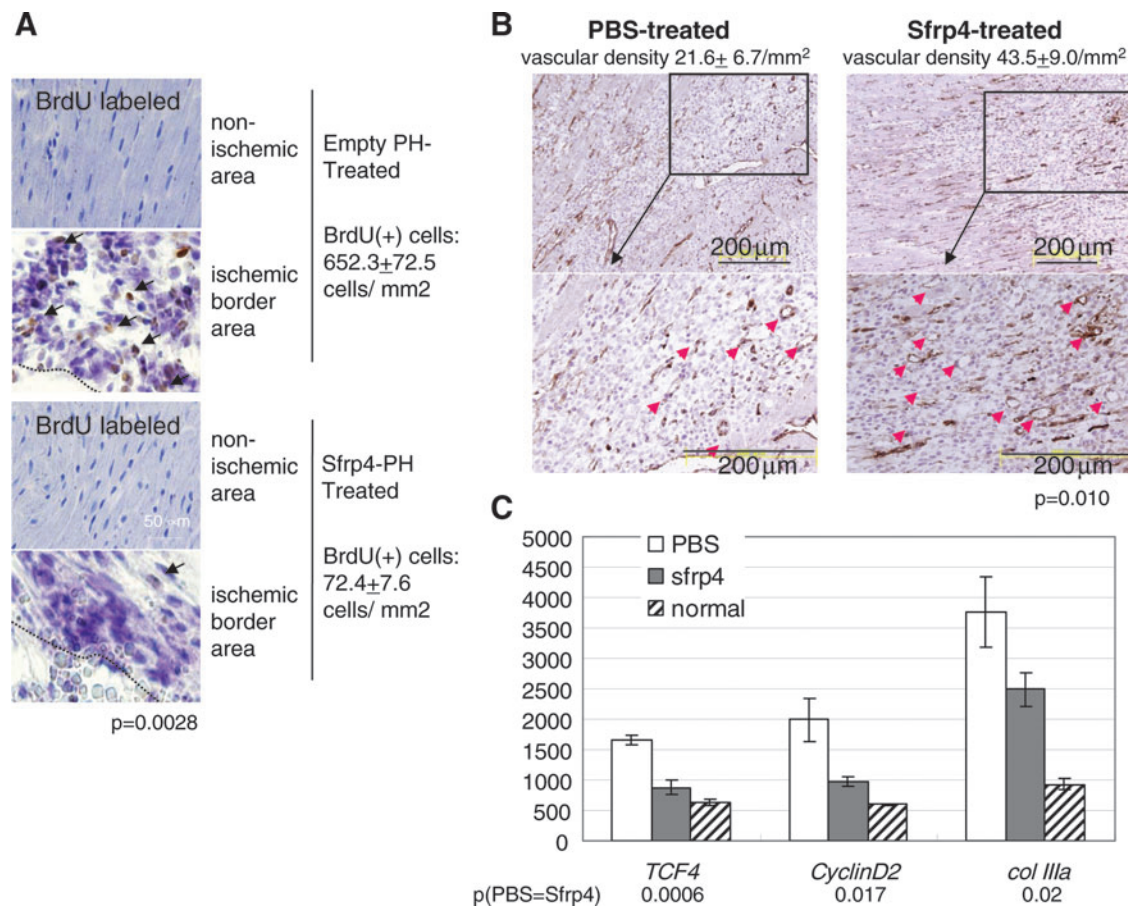 A
BrdU labeled
non-
ischemic
area
Empty PH-
Treated
BrdU(+) cells:
652.3±72.5
cells/ mm2
ischemic
border
area
BrdU labeled
non-
ischemic
area
50 m
Sfrp4-PH
Treated
BrdU(+) cells:
72.4±7.6
cells/ mm2
ischemic
border
area
p=0.0028
B
PBS-treated
vascular density 21.6± 6.7/mm²
200μm
200μm
Sfrp4-treated
vascular density 43.5±9.0/mm²
200μm
200μm
p=0.010
C
PBS
sfrp4
normal
5000
4500
4000
3500
3000
2500
2000
1500
1000
500
0
TCF4 CyclinD2 col IIIa
p(PBS=Sfrp4) 0.0006 0.017 0.02